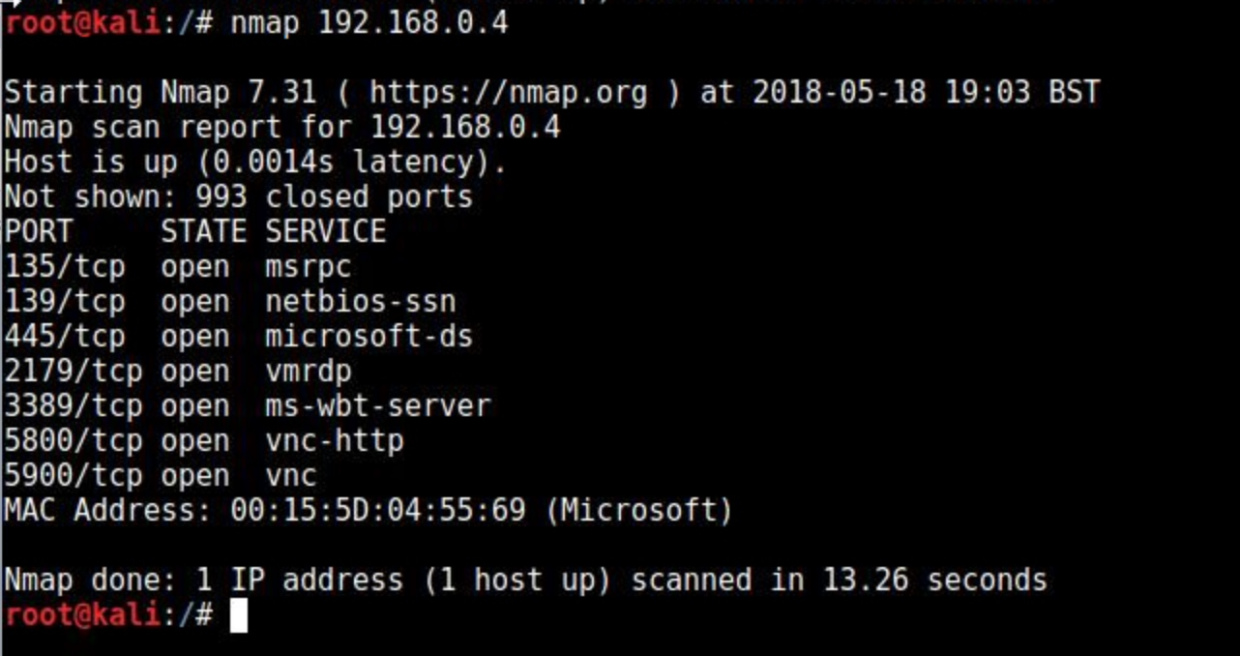 root@kali:/# nmap 192.168.0.4
Starting Nmap 7.31 ( https://nmap.org ) at 2018-05-18 19:03 BST
Nmap scan report for 192.168.0.4
Host is up (0.0014s latency).
Not shown: 993 closed ports
PORT     STATE SERVICE
135/tcp  open  msrpc
139/tcp  open  netbios-ssn
445/tcp  open  microsoft-ds
2179/tcp open  vmrdp
3389/tcp open  ms-wbt-server
5800/tcp open  vnc-http
5900/tcp open  vnc
MAC Address: 00:15:5D:04:55:69 (Microsoft)
Nmap done: 1 IP address (1 host up) scanned in 13.26 seconds
root@kali:/#